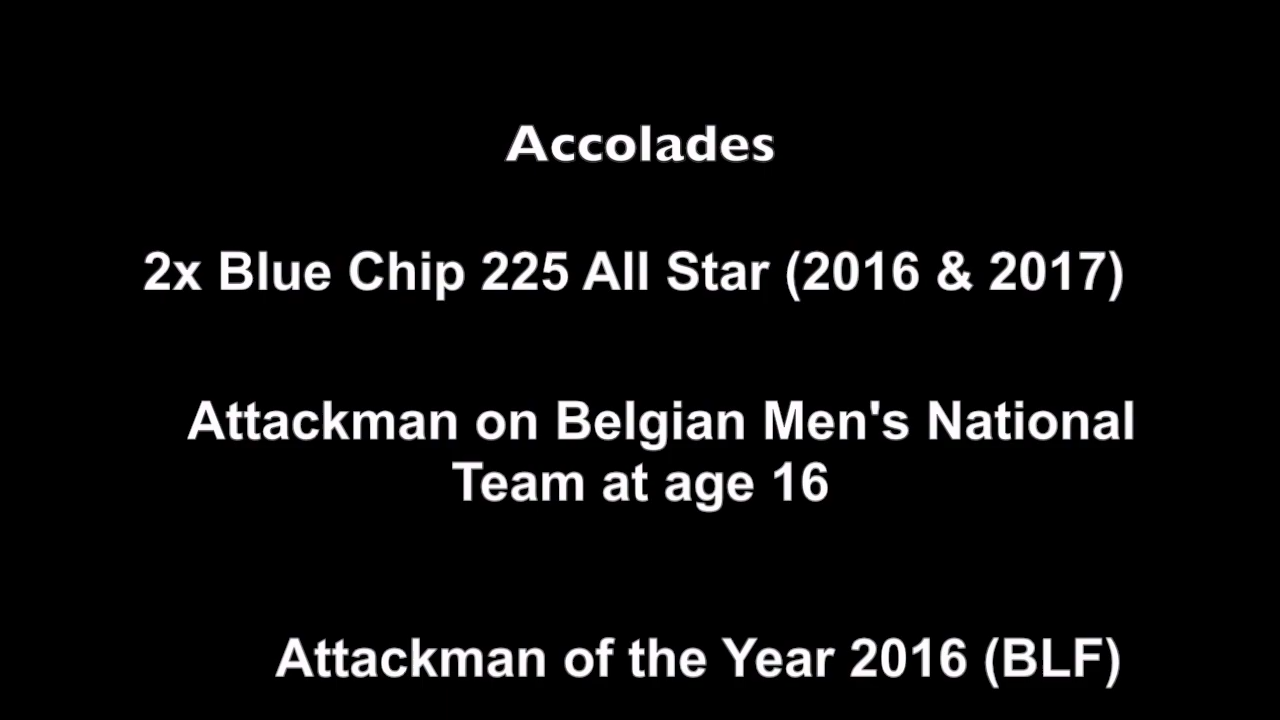 Accolades
2x Blue Chip 225 All Star (2016 & 2017)
Attackman on Belgian Men's National
Team at age 16
Attackman of the Year 2016 (BLF)